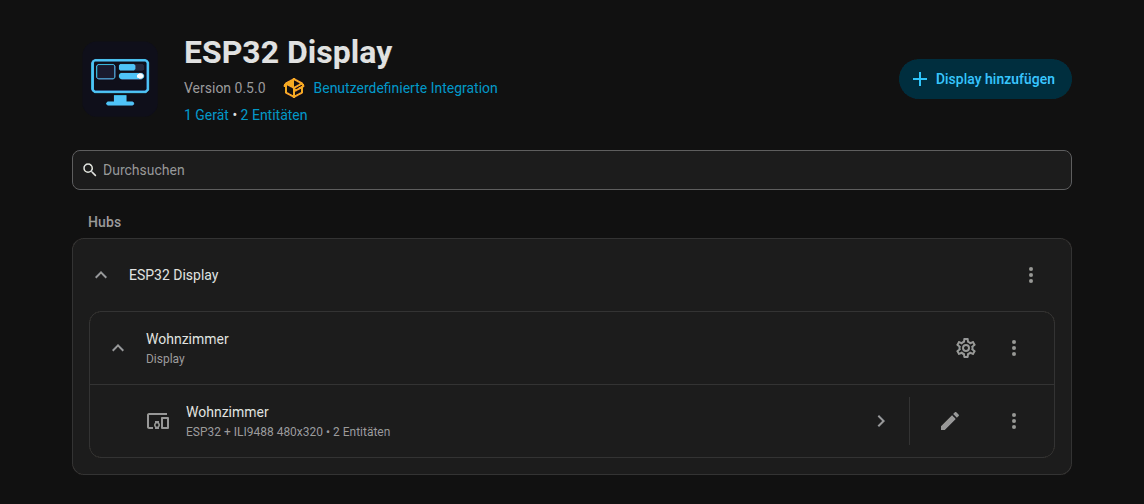 ESP32 Display
Version 0.5.0 Benutzerdefinierte Integration
Display hinzufügen
1 Gerät • 2 Entitäten
Durchsuchen
Hubs
ESP32 Display
Wohnzimmer
Display
Wohnzimmer
ESP32 + ILI9488 480x320 • 2 Entitäten